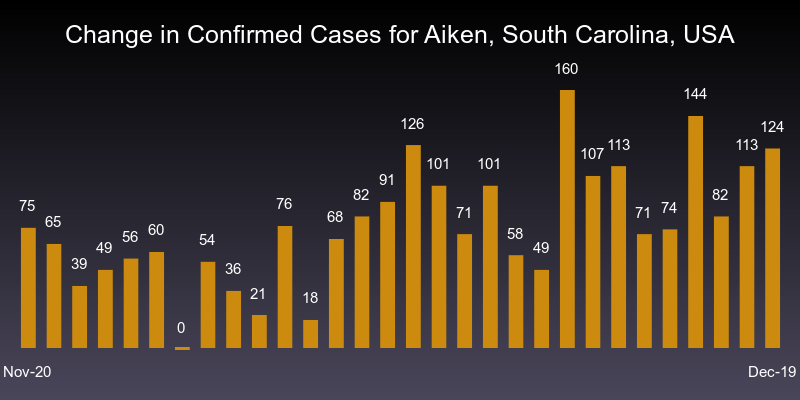 Change in Confirmed Cases for Aiken, South Carolina, USA
75 65 39 49 56 60 0 54 36 21 76 18 68 82 91 126 101 71 101 58 49 160 107 113 71 74 144 82 113 124
Nov-20 Dec-19